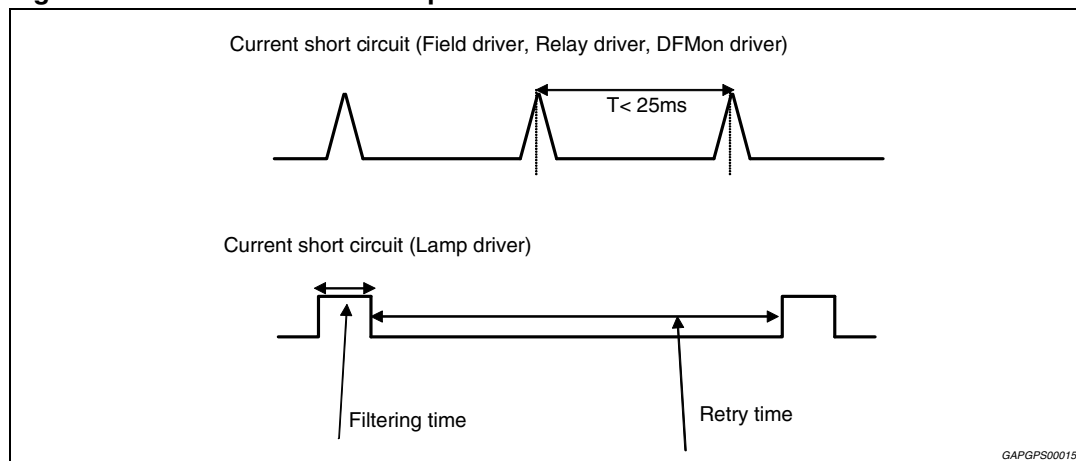 Current short circuit (Field driver, Relay driver, DFMon driver)
T< 25ms
Current short circuit (Lamp driver)
Filtering time
Retry time
GAPGPS00015